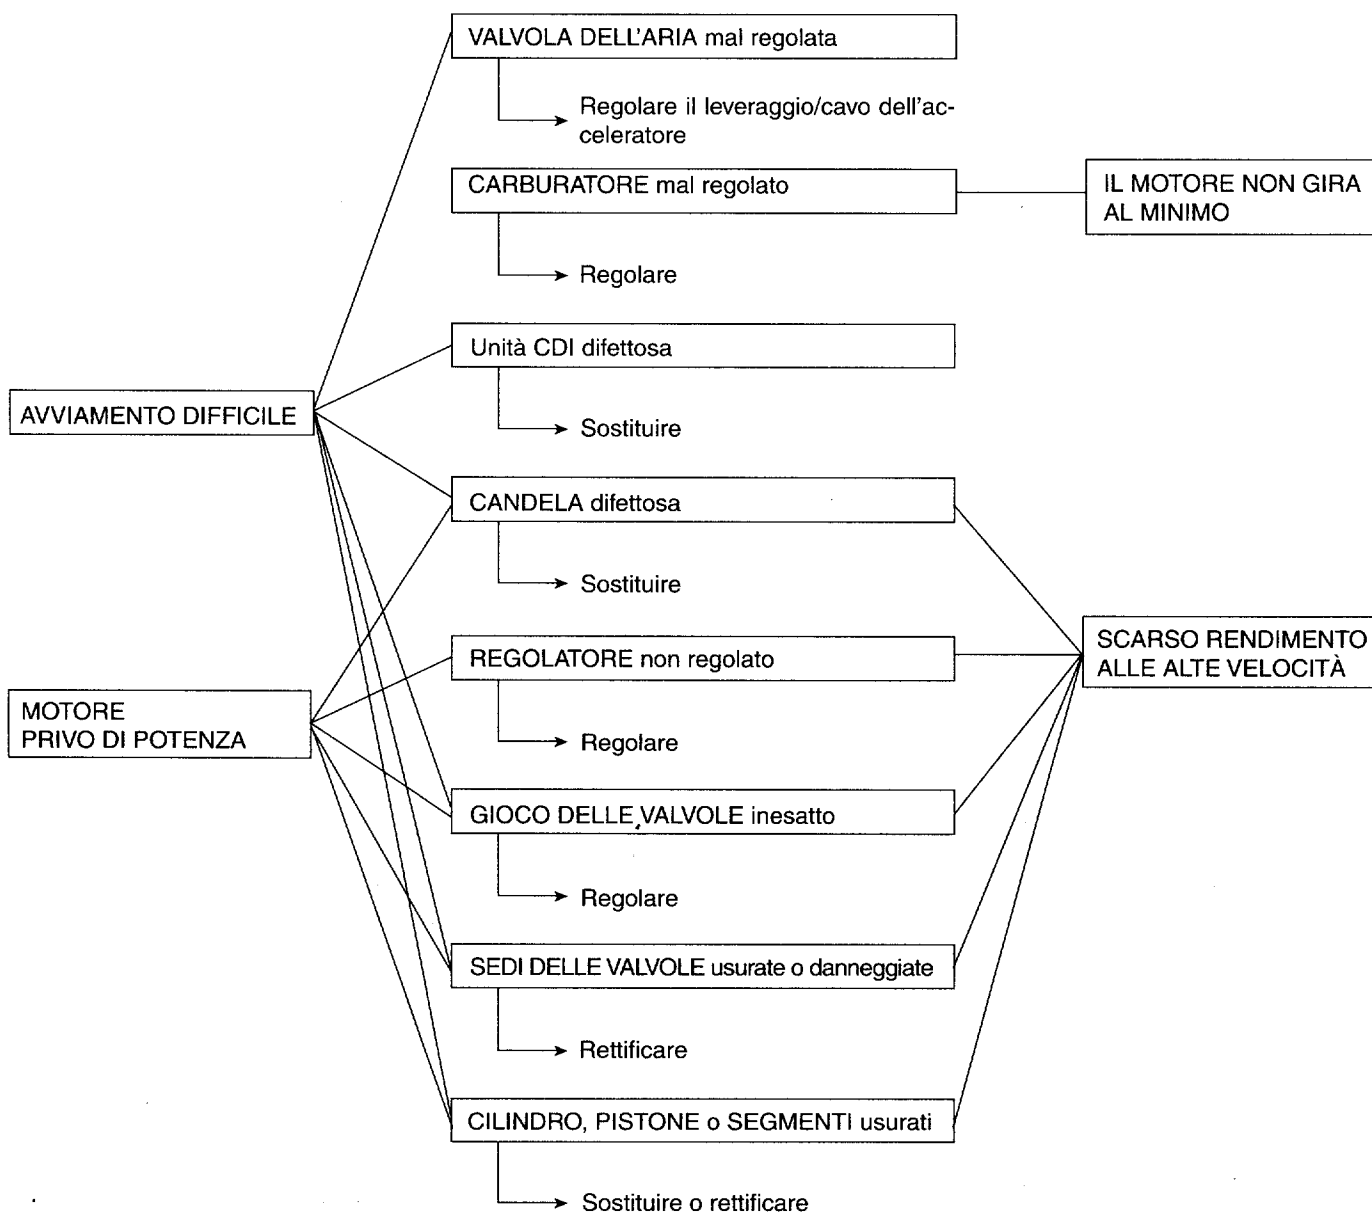 VALVOLA DELL'ARIA mal regolata
Regolare il leveraggio/cavo dell'ac-
celeratore
CARBURATORE mal regolato
IL MOTORE NON GIRA
AL MINIMO
Regolare
Unità CDI difettosa
AVVIAMENTO DIFFICILE
Sostituire
CANDELA difettosa
Sostituire
REGOLATORE non regolato
SCARSO RENDIMENTO
ALLE ALTE VELOCITÀ
MOTORE
PRIVO DI POTENZA
Regolare
GIOCO DELLE VALVOLE inesatto
Regolare
SEDI DELLE VALVOLE usurate o danneggiate
Rettificare
CILINDRO, PISTONE o SEGMENTI usurati
Sostituire o rettificare